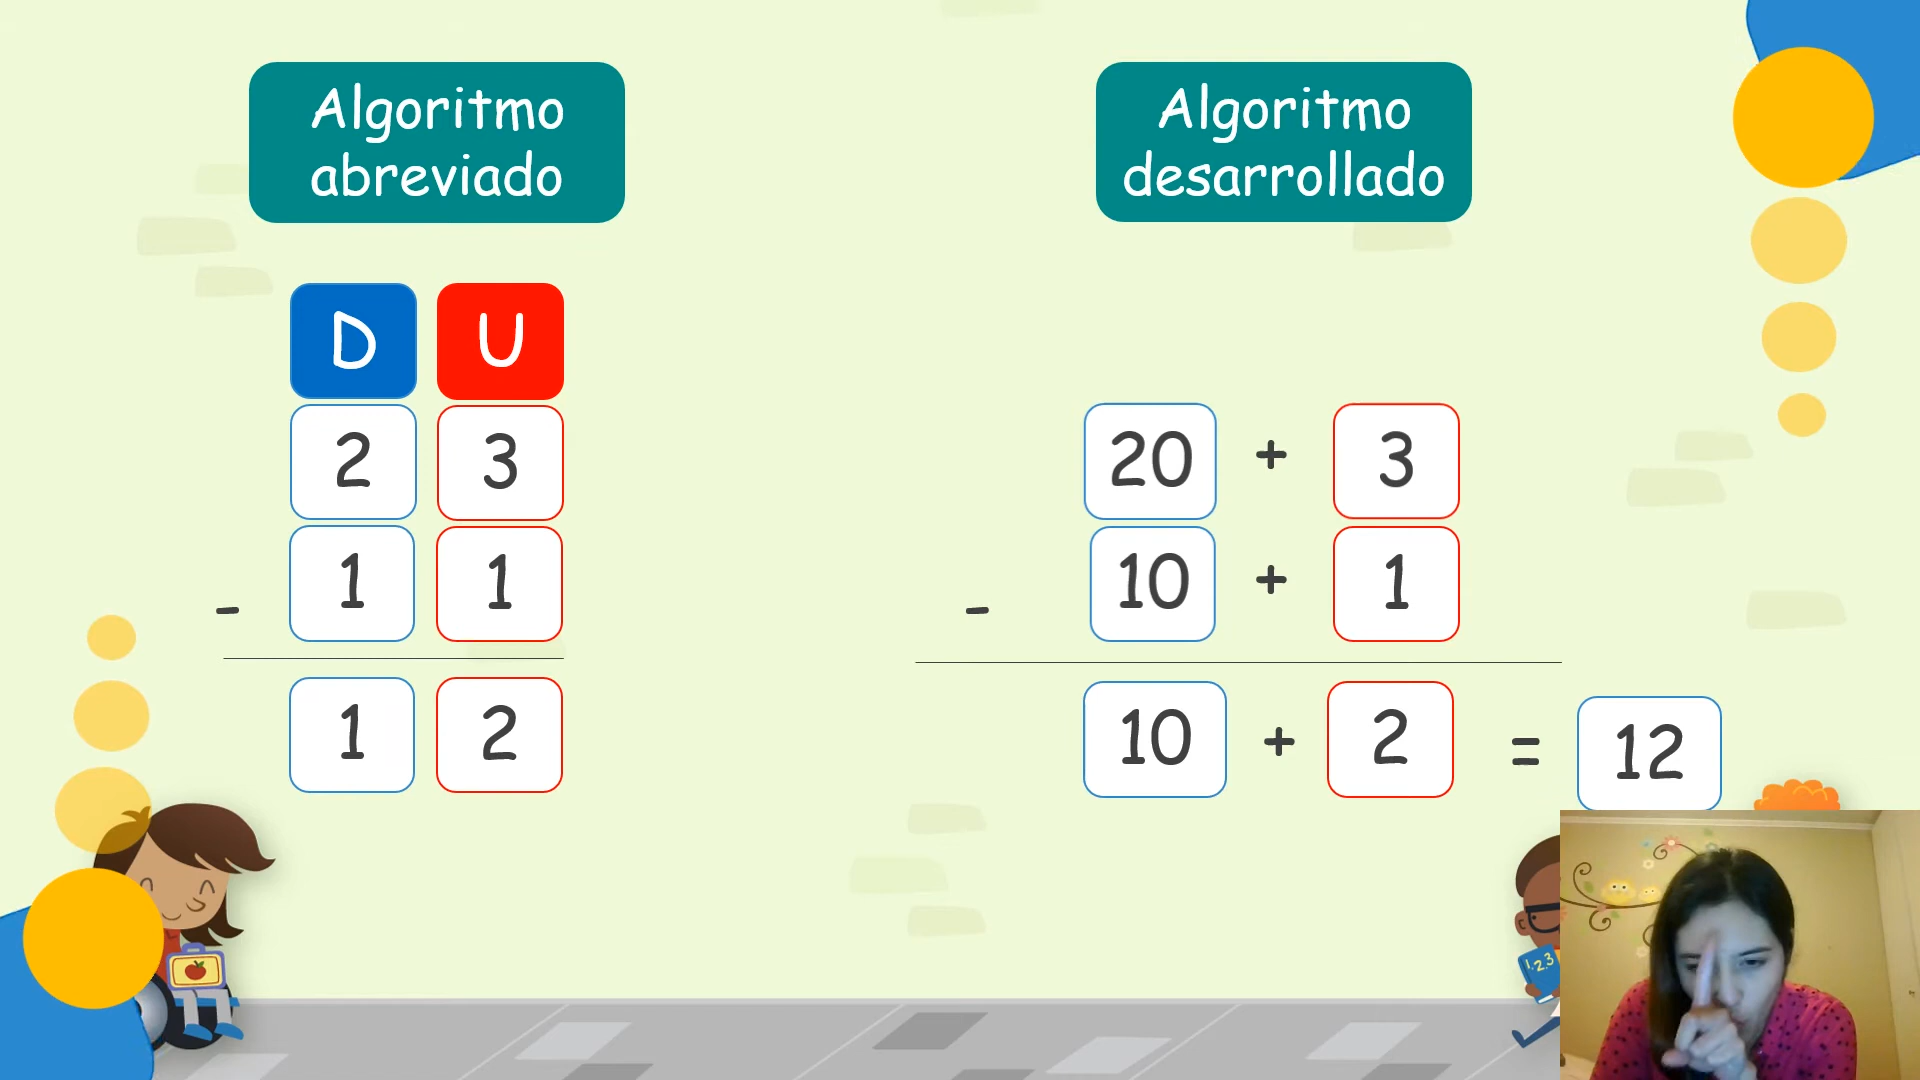 Algoritmo
abreviado
D U
2 3
- 1 1
1 2
Algoritmo
desarrollado
20 + 3
- 10 + 1
10 + 2 = 12
1.2.3